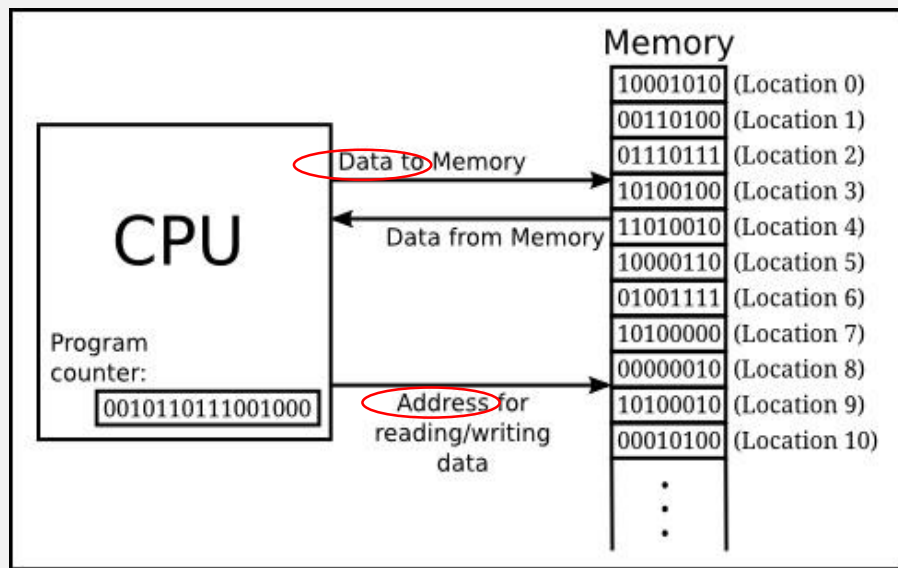 Memory
10001010 (Location 0)
00110100 (Location 1)
01110111 (Location 2)
10100100 (Location 3)
11010010 (Location 4)
10000110 (Location 5)
01001111 (Location 6)
10100000 (Location 7)
00000010 (Location 8)
10100010 (Location 9)
00010100 (Location 10)
Data to Memory
Data from Memory
CPU
Program
counter:
0010110111001000
Address for
reading/writing
data